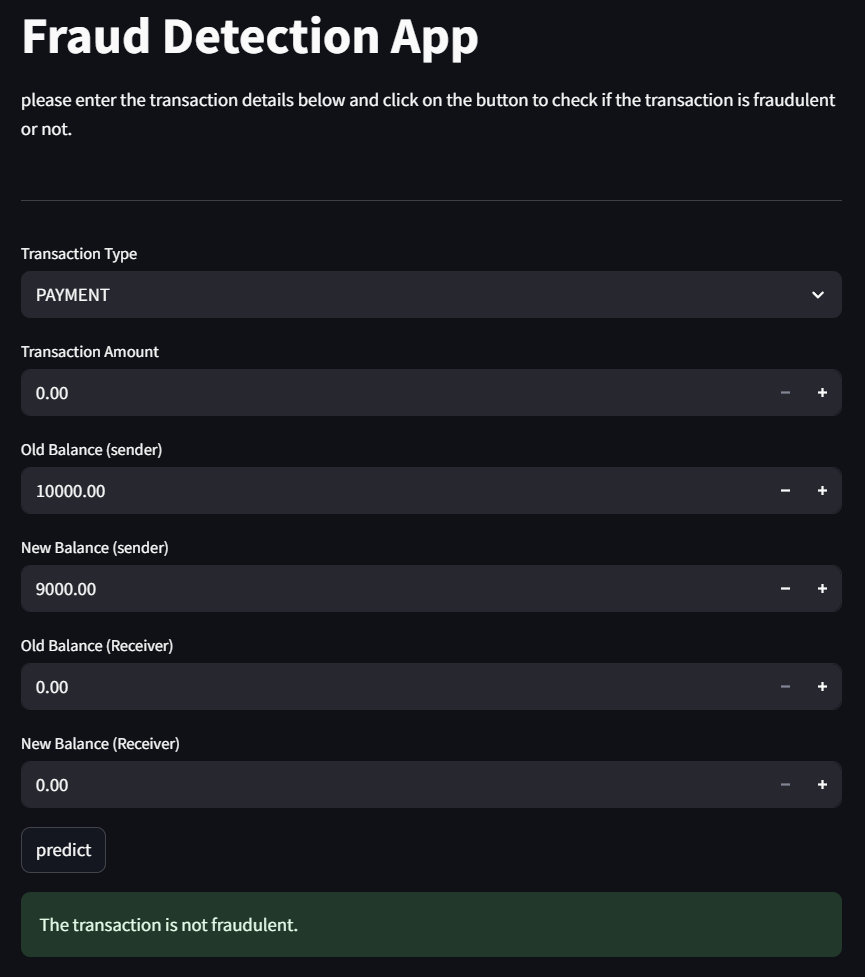 Fraud Detection App
please enter the transaction details below and click on the button to check if the transaction is fraudulent
or not.
Transaction Type
PAYMENT
Transaction Amount
0.00
Old Balance (sender)
10000.00
New Balance (sender)
9000.00
Old Balance (Receiver)
0.00
New Balance (Receiver)
0.00
predict
The transaction is not fraudulent.